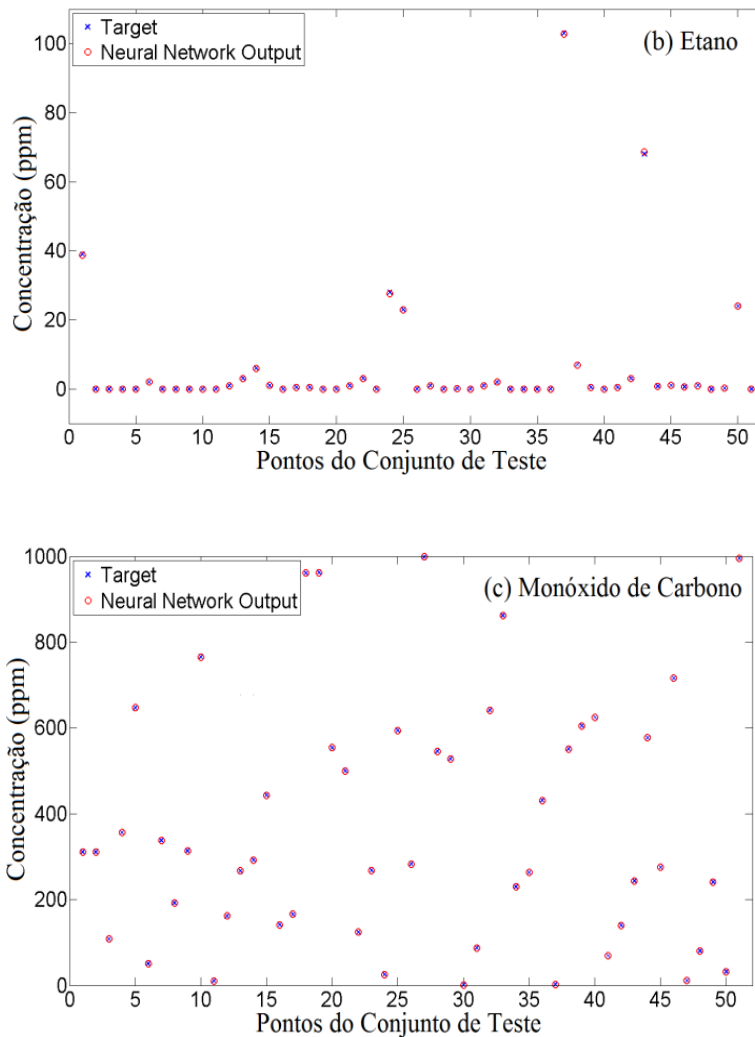 100
80
60
40
20
0
Concentração (ppm)
× Target
○ Neural Network Output
(b) Etano
0 5 10 15 20 25 30 35 40 45 50
Pontos do Conjunto de Teste
1000
800
600
400
200
0
Concentração (ppm)
× Target
○ Neural Network Output
(c) Monóxido de Carbono
0 5 10 15 20 25 30 35 40 45 50
Pontos do Conjunto de Teste